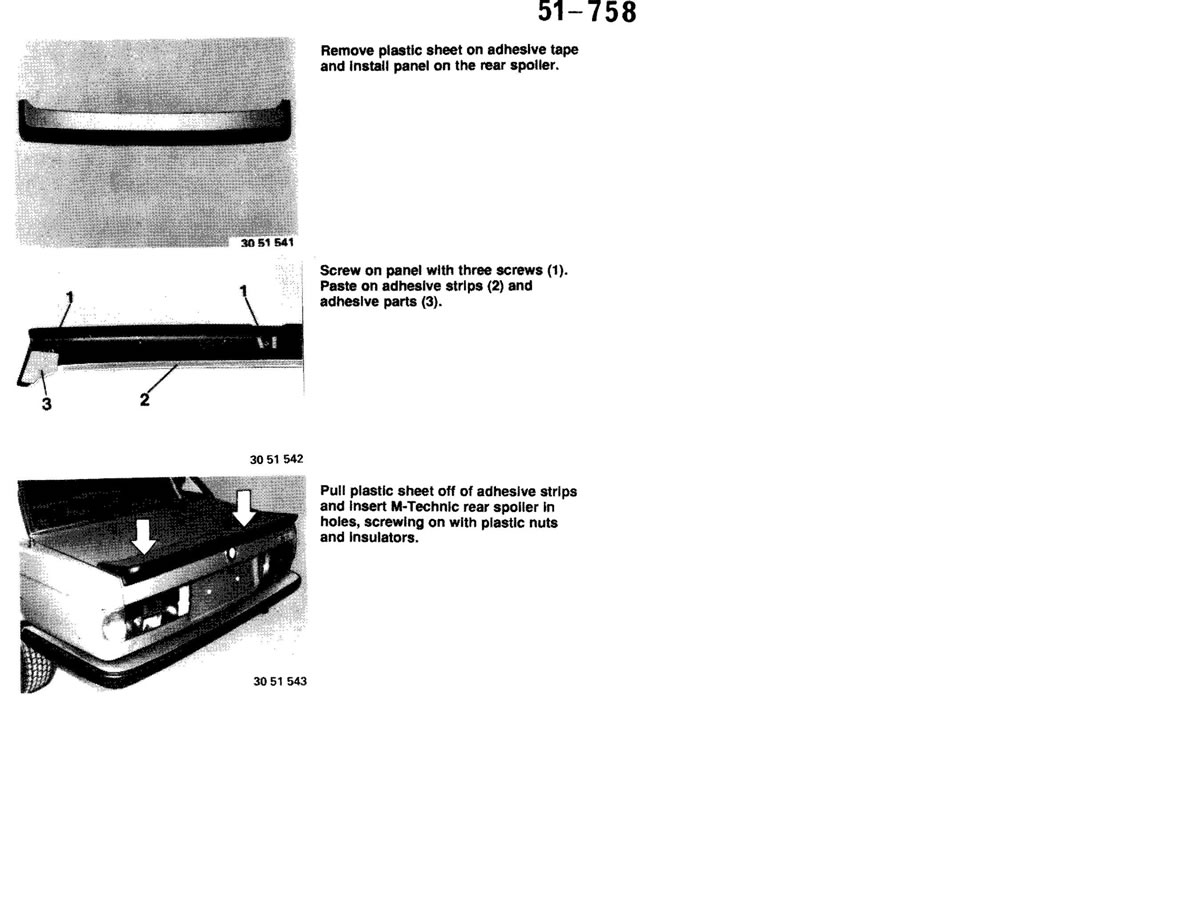 51-758
Remove plastic sheet on adhesive tape
and install panel on the rear spoiler.
30 51 541
Screw on panel with three screws (1).
Paste on adhesive strips (2) and
adhesive parts (3).
1
1
3
2
30 51 542
Pull plastic sheet off of adhesive strips
and insert M-Technic rear spoiler in
holes, screwing on with plastic nuts
and insulators.
30 51 543